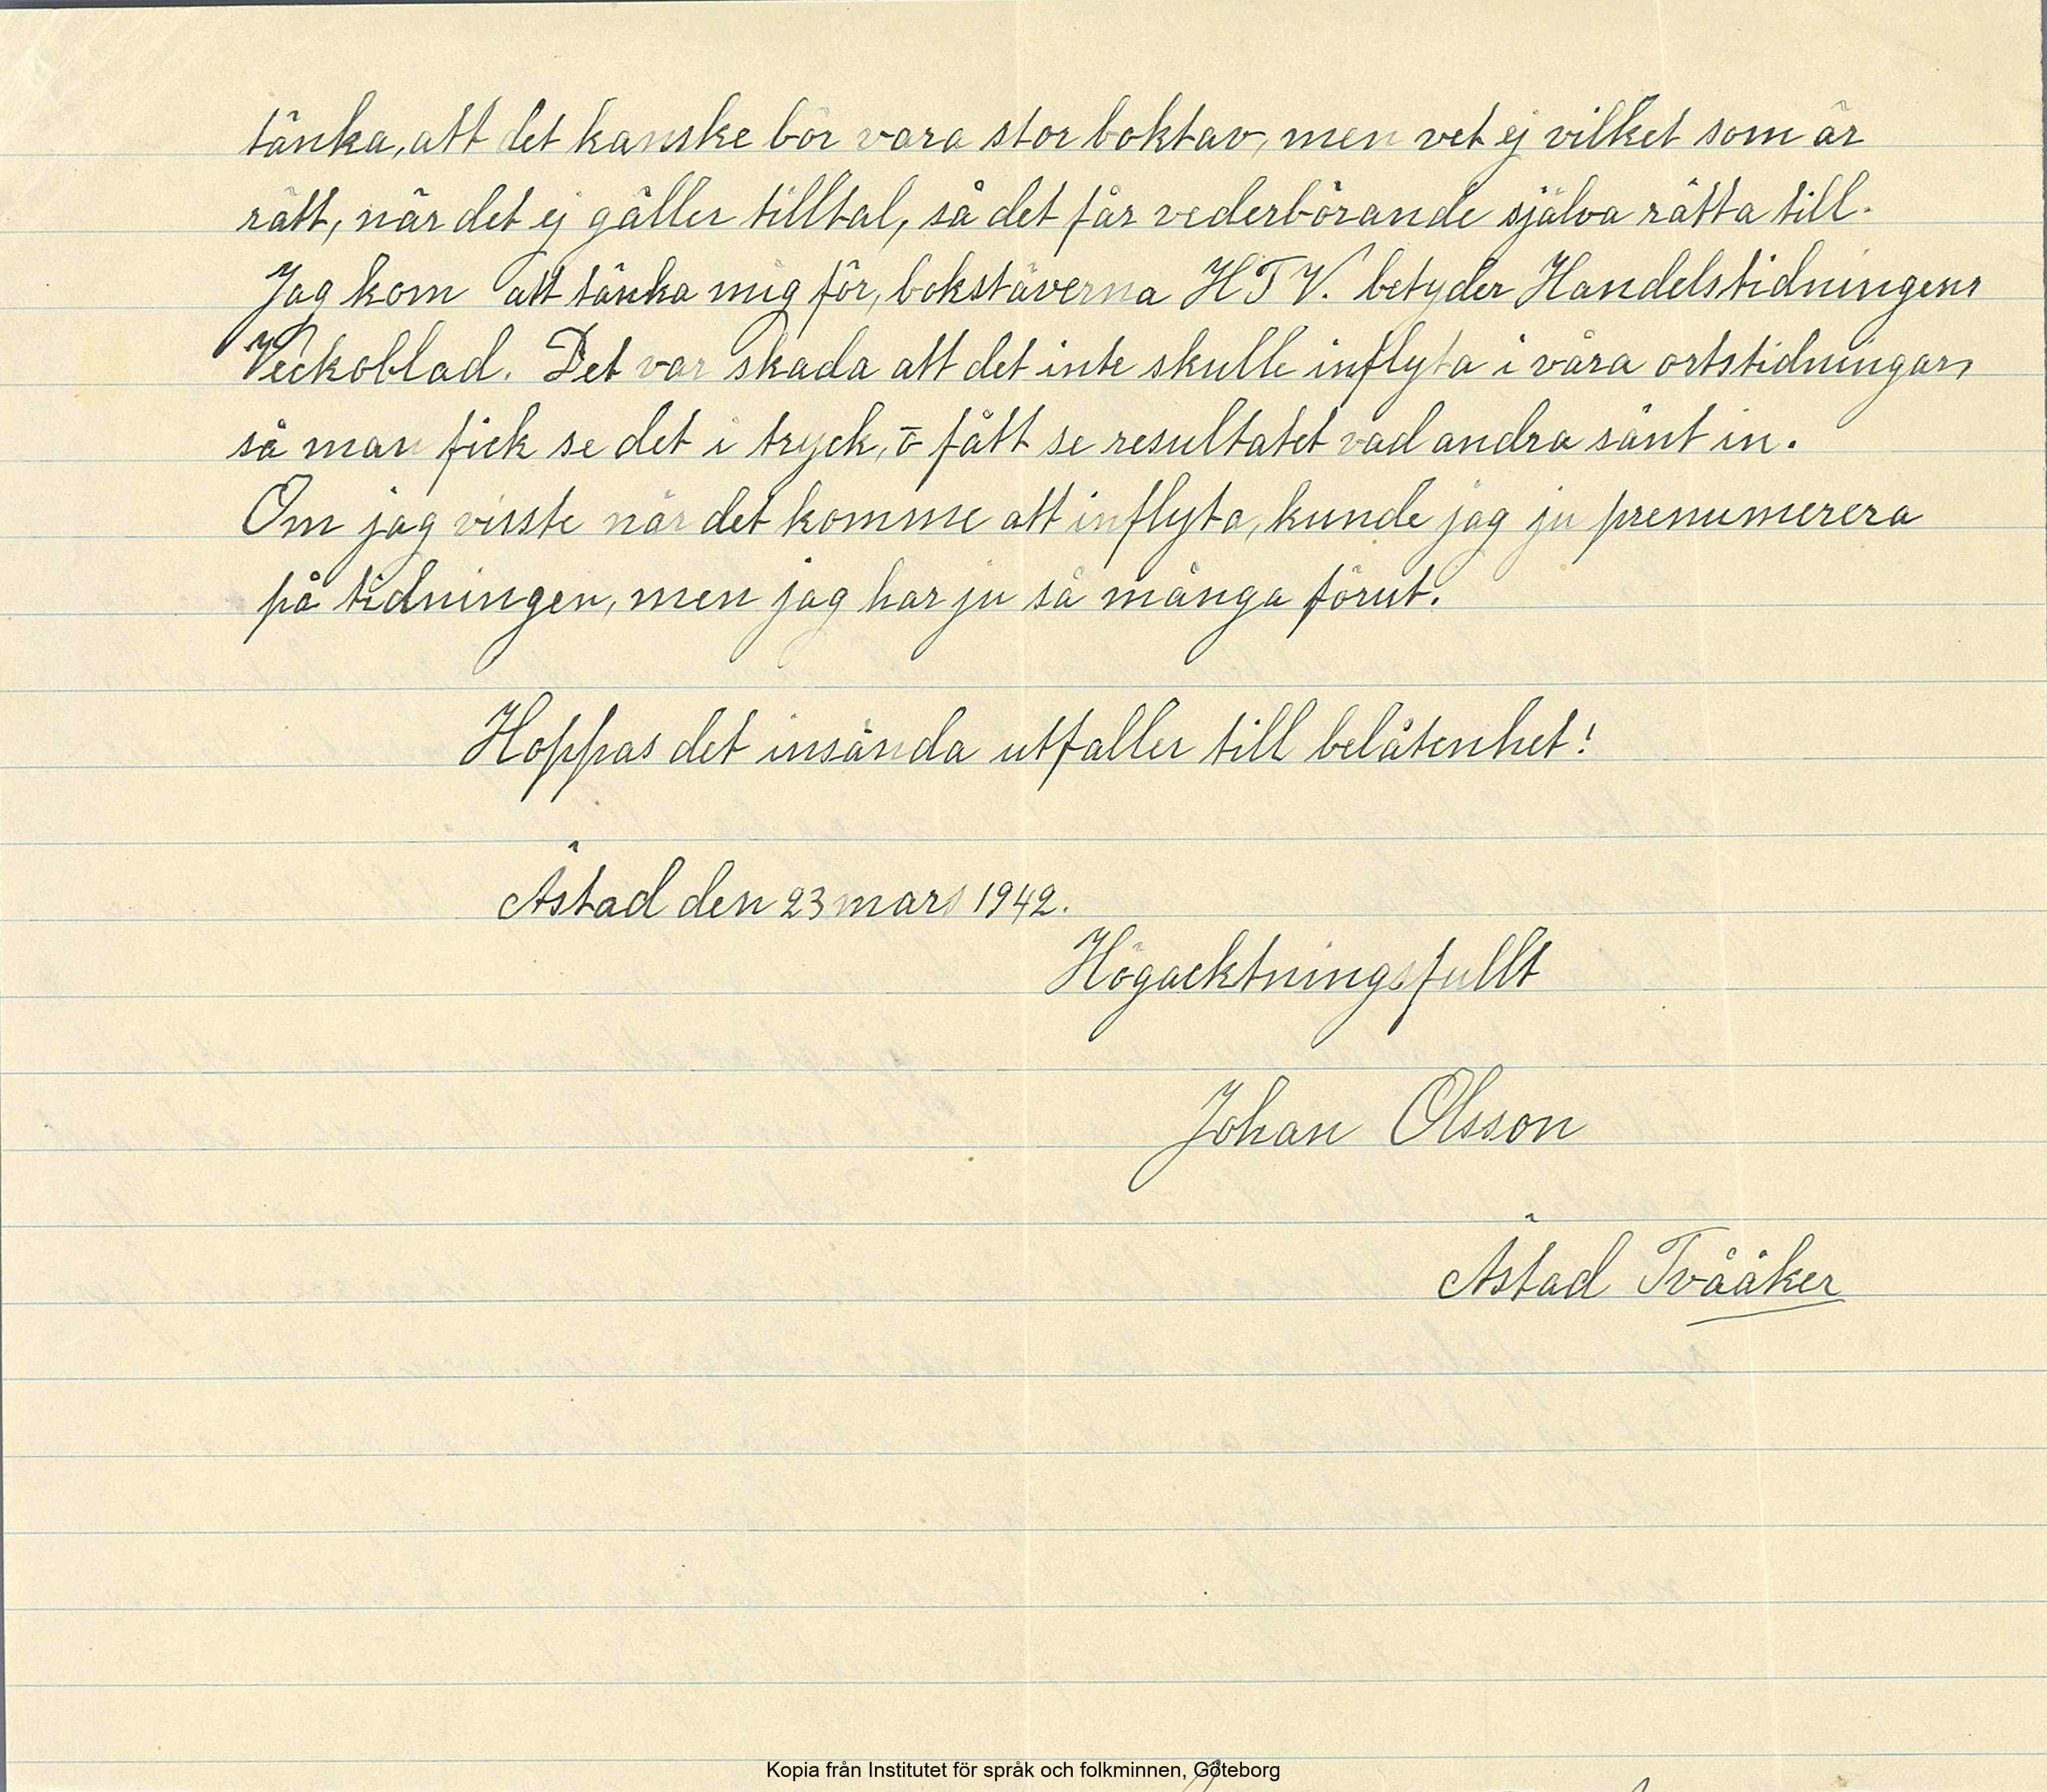 tänka, att det kanske bör vara stor boktav, men vet ej vilket som är
rätt, när det ej gäller tilltal, så det får vederbörande själva rätta till.
Jag kom att tänka mig för, bokstäverna H T V. betyder Handelstidningens
Veckoblad. Det var skada att det inte skulle inflyta i våra ortstidningar,
så man fick se det i tryck, o fått se resultatet vad andra sänt in.
Om jag visste när det komme att inflyta, kunde jag ju prenumerera
på tidningen, men jag har ju så många förut.
Hoppas det insända utfaller till belåtenhet!
Åstad den 23 mars 1942.
Högacktningsfullt
Johan Olsson
Åstad Tvååker
Kopia från Institutet för språk och folkminnen, Göteborg